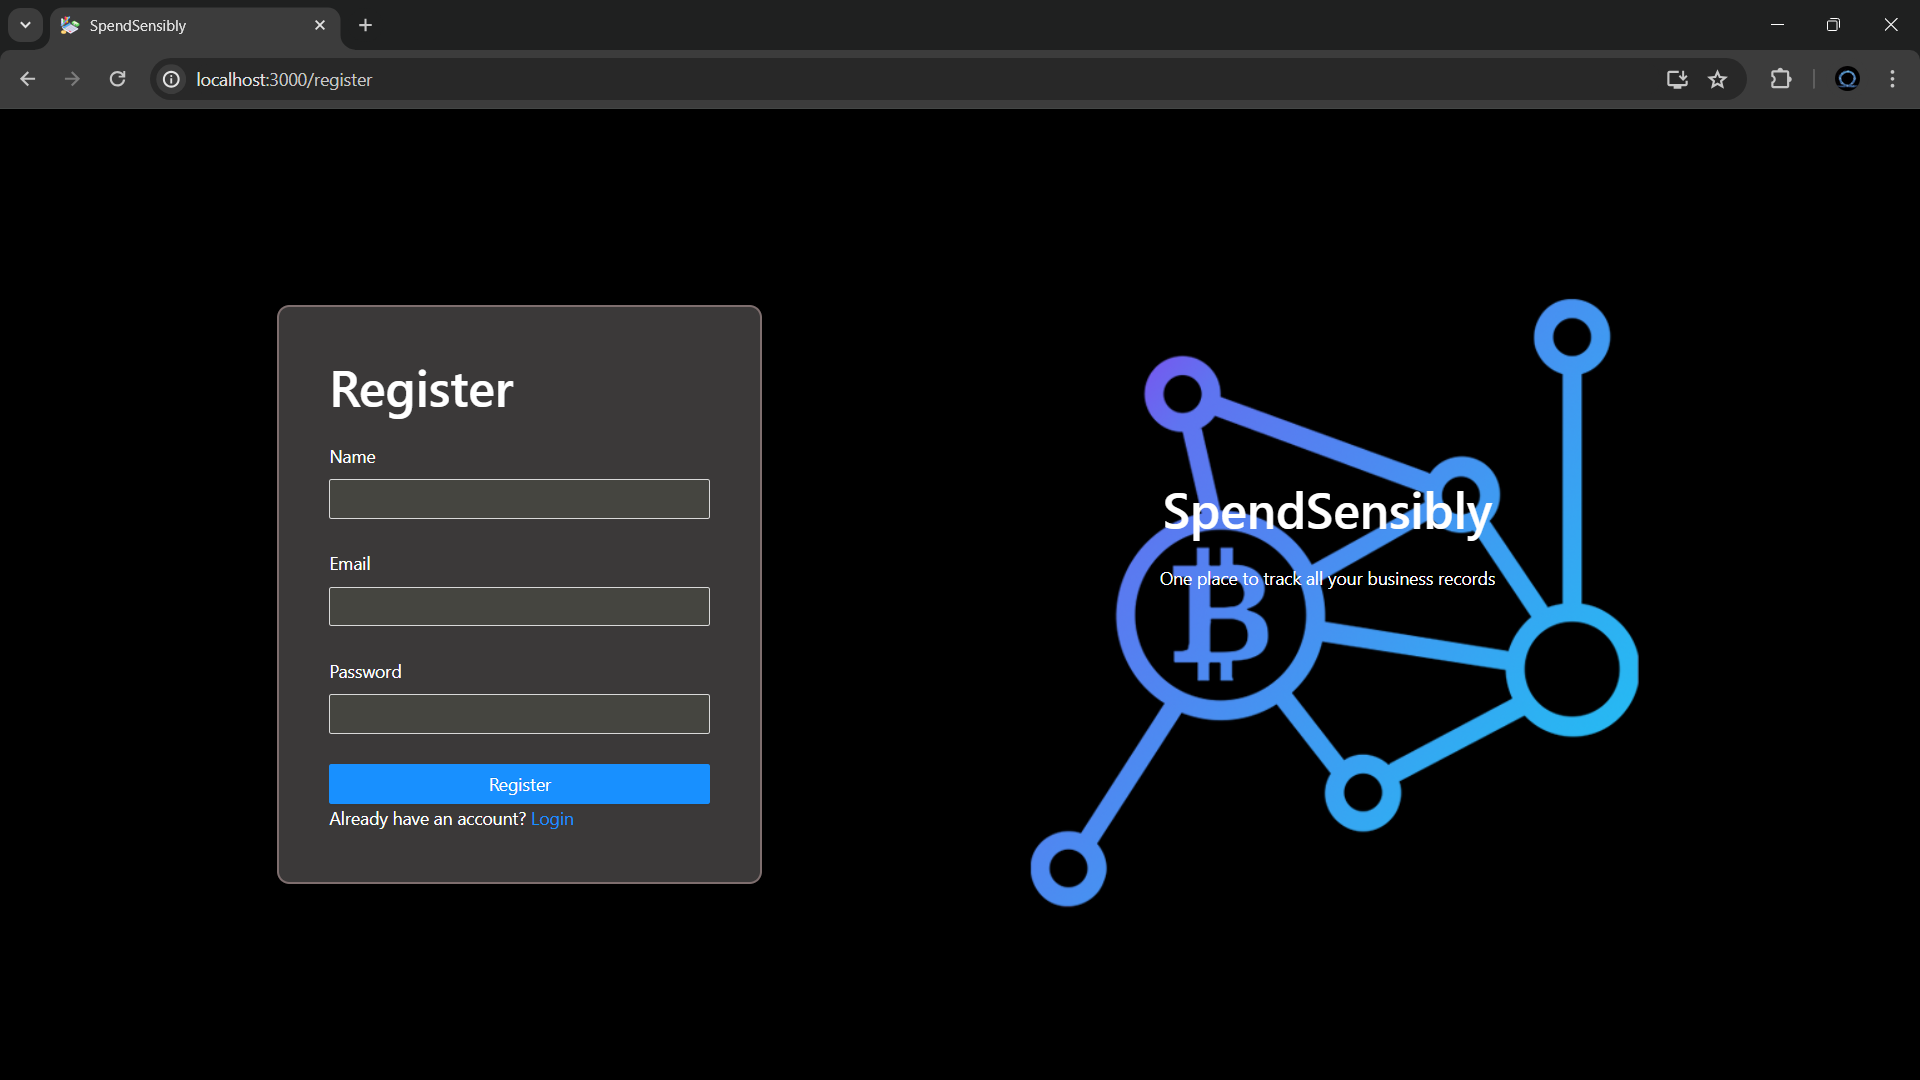 SpendSensibly
localhost:3000/register
Register
Name
Email
Password
Register
Already have an account? Login
SpendSensibly
One place to track all your business records